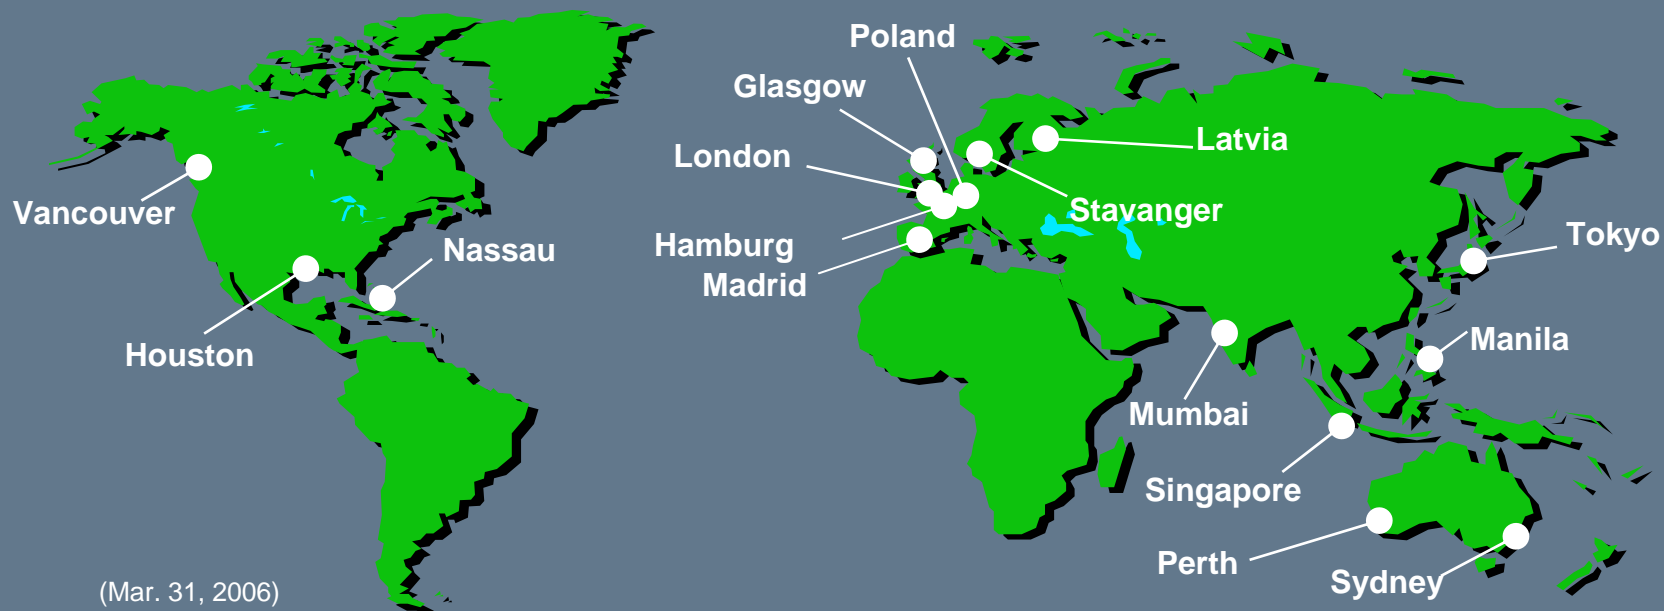 Poland
Glasgow
London
Latvia
Vancouver
Stavanger
Nassau
Hamburg
Madrid
Tokyo
Houston
Manila
Mumbai
Singapore
Perth
Sydney
(Mar. 31, 2006)